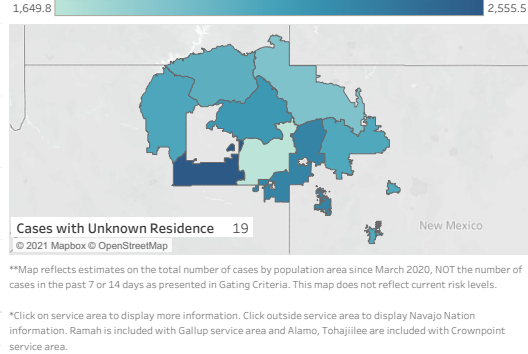 1,649.8 2,555.5
New Mexico
Cases with Unknown Residence 19
© 2021 Mapbox © OpenStreetMap
**Map reflects estimates on the total number of cases by population area since March 2020, NOT the number of
cases in the past 7 or 14 days as presented in Gating Criteria. This map does not reflect current risk levels.
*Click on service area to display more information. Click outside service area to display Navajo Nation
information. Ramah is included with Gallup service area and Alamo, Tohajiilee are included with Crownpoint
service area.